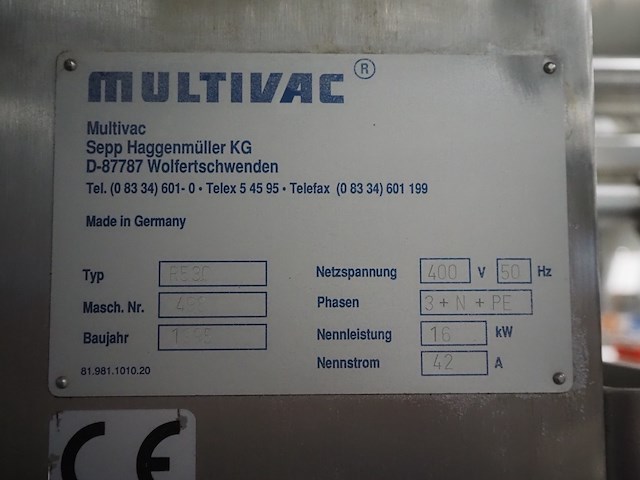 MULTIVAC ®
Multivac
Sepp Haggenmüller KG
D-87787 Wolfertschwenden
Tel. (0 83 34) 601- 0 • Telex 5 45 95 • Telefax (0 83 34) 601 199
Made in Germany
Typ
Netzspannung 400 V 50 Hz
Masch. Nr.
Phasen 3 + N + PE
Baujahr
Nennleistung 16 kW
81.981.1010.20
Nennstrom 42 A
CE